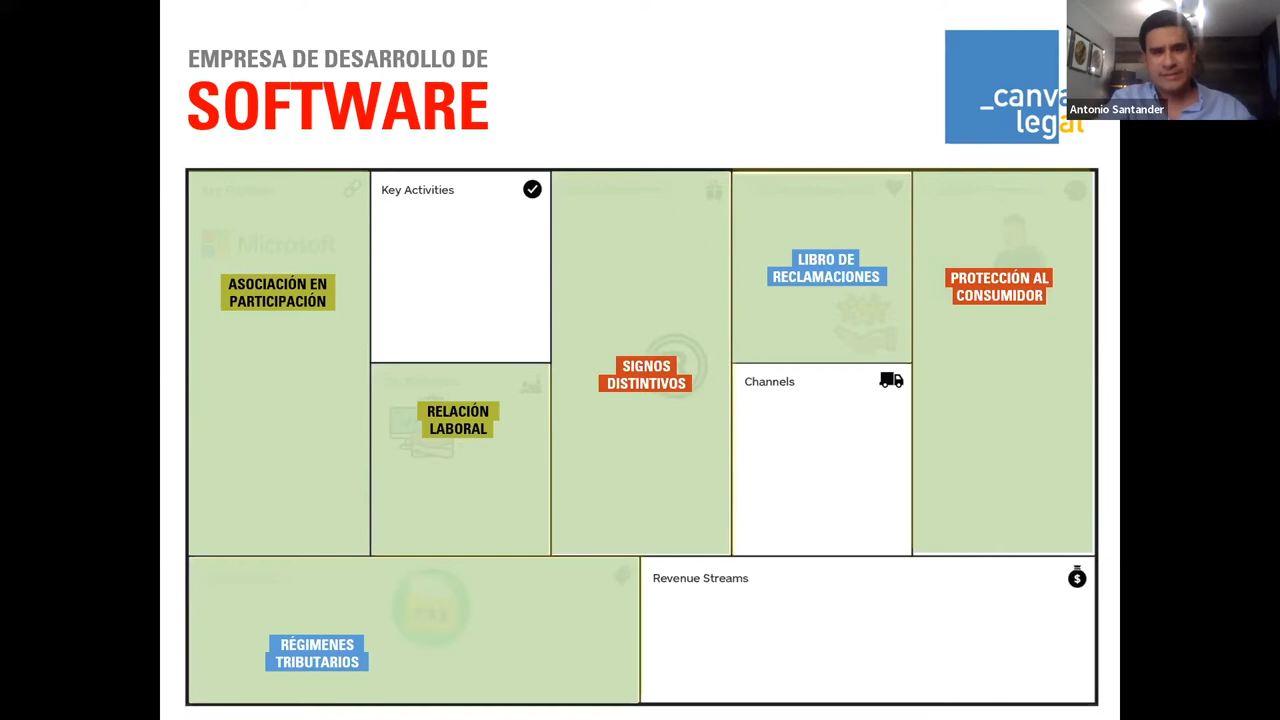 EMPRESA DE DESARROLLO DE
SOFTWARE
_canva
legal
Antonio Santander
Key Activities
Microsoft
ASOCIACIÓN EN
PARTICIPACIÓN
LIBRO DE
RECLAMACIONES
PROTECCIÓN AL
CONSUMIDOR
SIGNOS
DISTINTIVOS
Channels
RELACIÓN
LABORAL
Revenue Streams
RÉGIMENES
TRIBUTARIOS